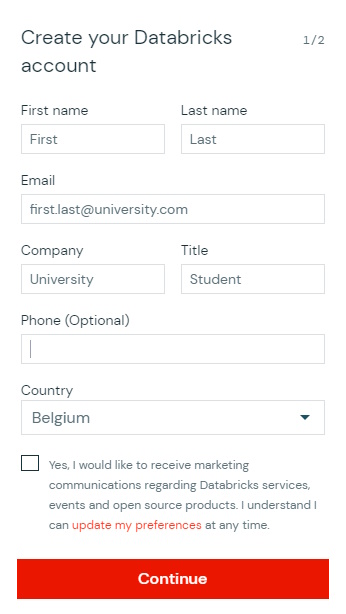 Create your Databricks 1/2
account
First name Last name
First Last
Email
first.last@university.com
Company Title
University Student
Phone (Optional)
Country
Belgium
Yes, I would like to receive marketing
communications regarding Databricks services,
events and open source products. I understand I
can update my preferences at any time.
Continue